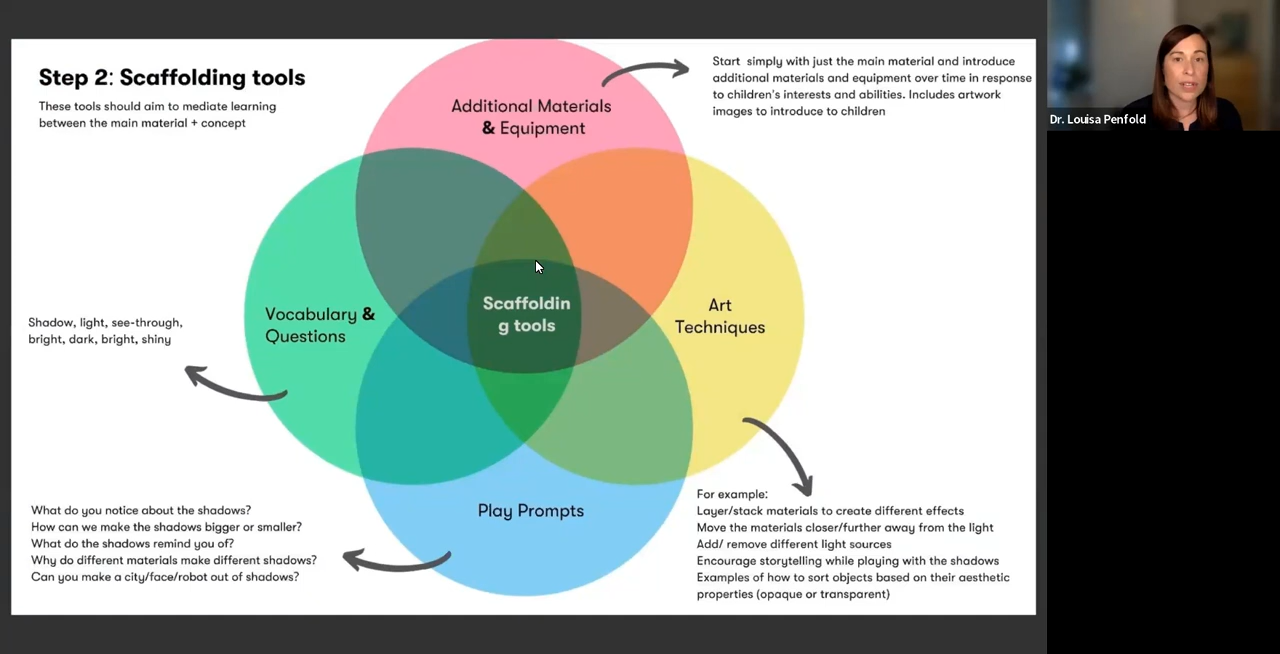 Step 2: Scaffolding tools
These tools should aim to mediate learning
between the main material + concept
Additional Materials
& Equipment
Start simply with just the main material and introduce
additional materials and equipment over time in response
to children's interests and abilities. Includes artwork
images to introduce to children
Dr. Louisa Penfold
Vocabulary &
Questions
Scaffoldin
g tools
Art
Techniques
Shadow, light, see-through,
bright, dark, bright, shiny
Play Prompts
What do you notice about the shadows?
How can we make the shadows bigger or smaller?
What do the shadows remind you of?
Why do different materials make different shadows?
Can you make a city/face/robot out of shadows?
For example:
Layer/stack materials to create different effects
Move the materials closer/further away from the light
Add/ remove different light sources
Encourage storytelling while playing with the shadows
Examples of how to sort objects based on their aesthetic
properties (opaque or transparent)